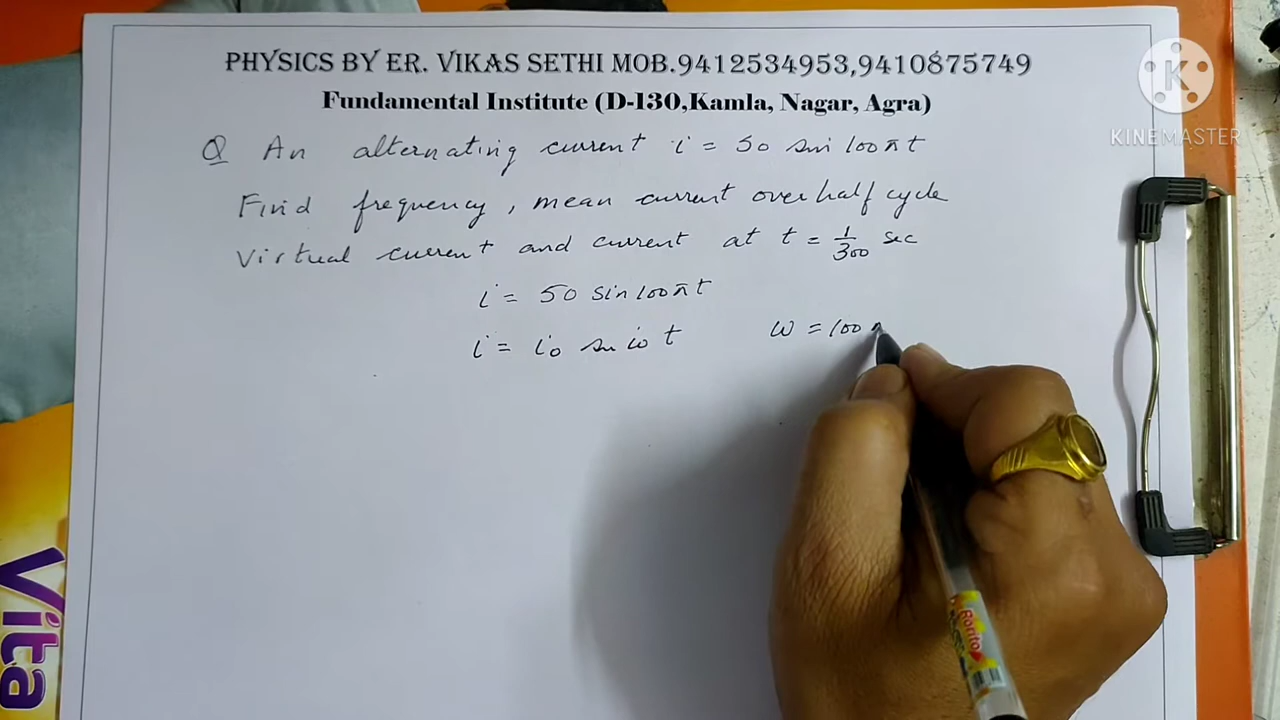 PHYSICS BY ER. VIKAS SETHI MOB.9412534953,9410875749
Fundamental Institute (D-130,Kamla, Nagar, Agra)
Q An alternating current i = 50 sin 100πt
Find frequency, mean current over half cycle
Virtual current and current at t = 1/300 sec
i = 50 sin 100πt
i = i₀ sin ωt ω = 100π
K
KINEMASTER
Vita
Rorito